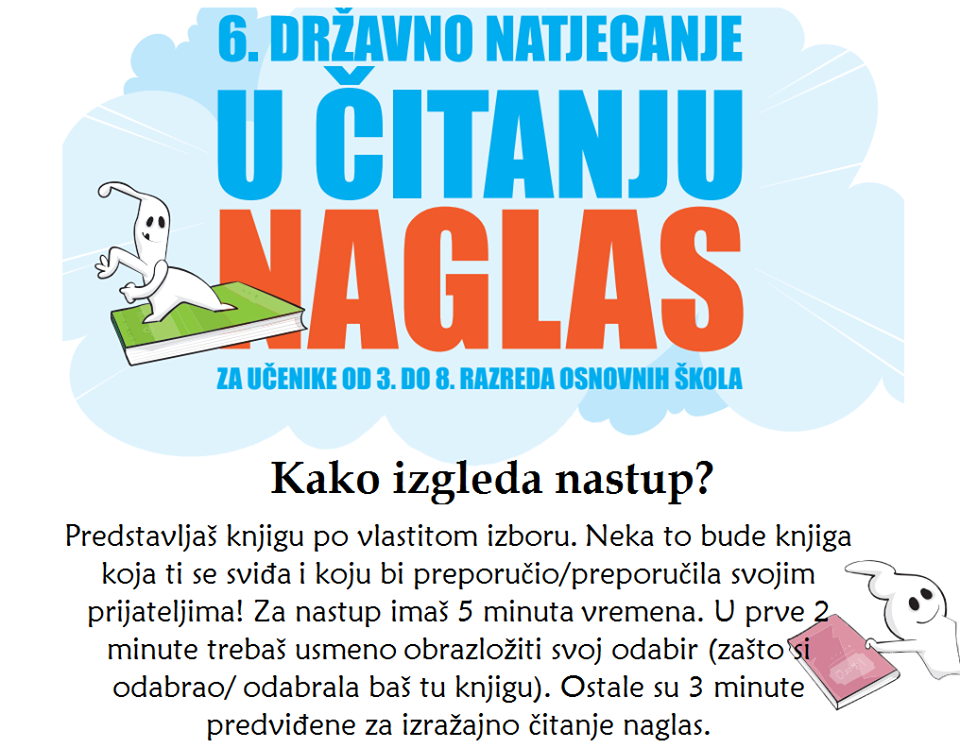 6. DRŽAVNO NATJECANJE
U ČITANJU
NAGLAS
ZA UČENIKE OD 3. DO 8. RAZREDA OSNOVNIH ŠKOLA
Kako izgleda nastup?
Predstavljaš knjigu po vlastitom izboru. Neka to bude knjiga
koja ti se sviđa i koju bi preporučio/preporučila svojim
prijateljima! Za nastup imaš 5 minuta vremena. U prve 2
minute trebaš usmeno obrazložiti svoj odabir (zašto si
odabrao/ odabrala baš tu knjigu). Ostale su 3 minute
predviđene za izražajno čitanje naglas.